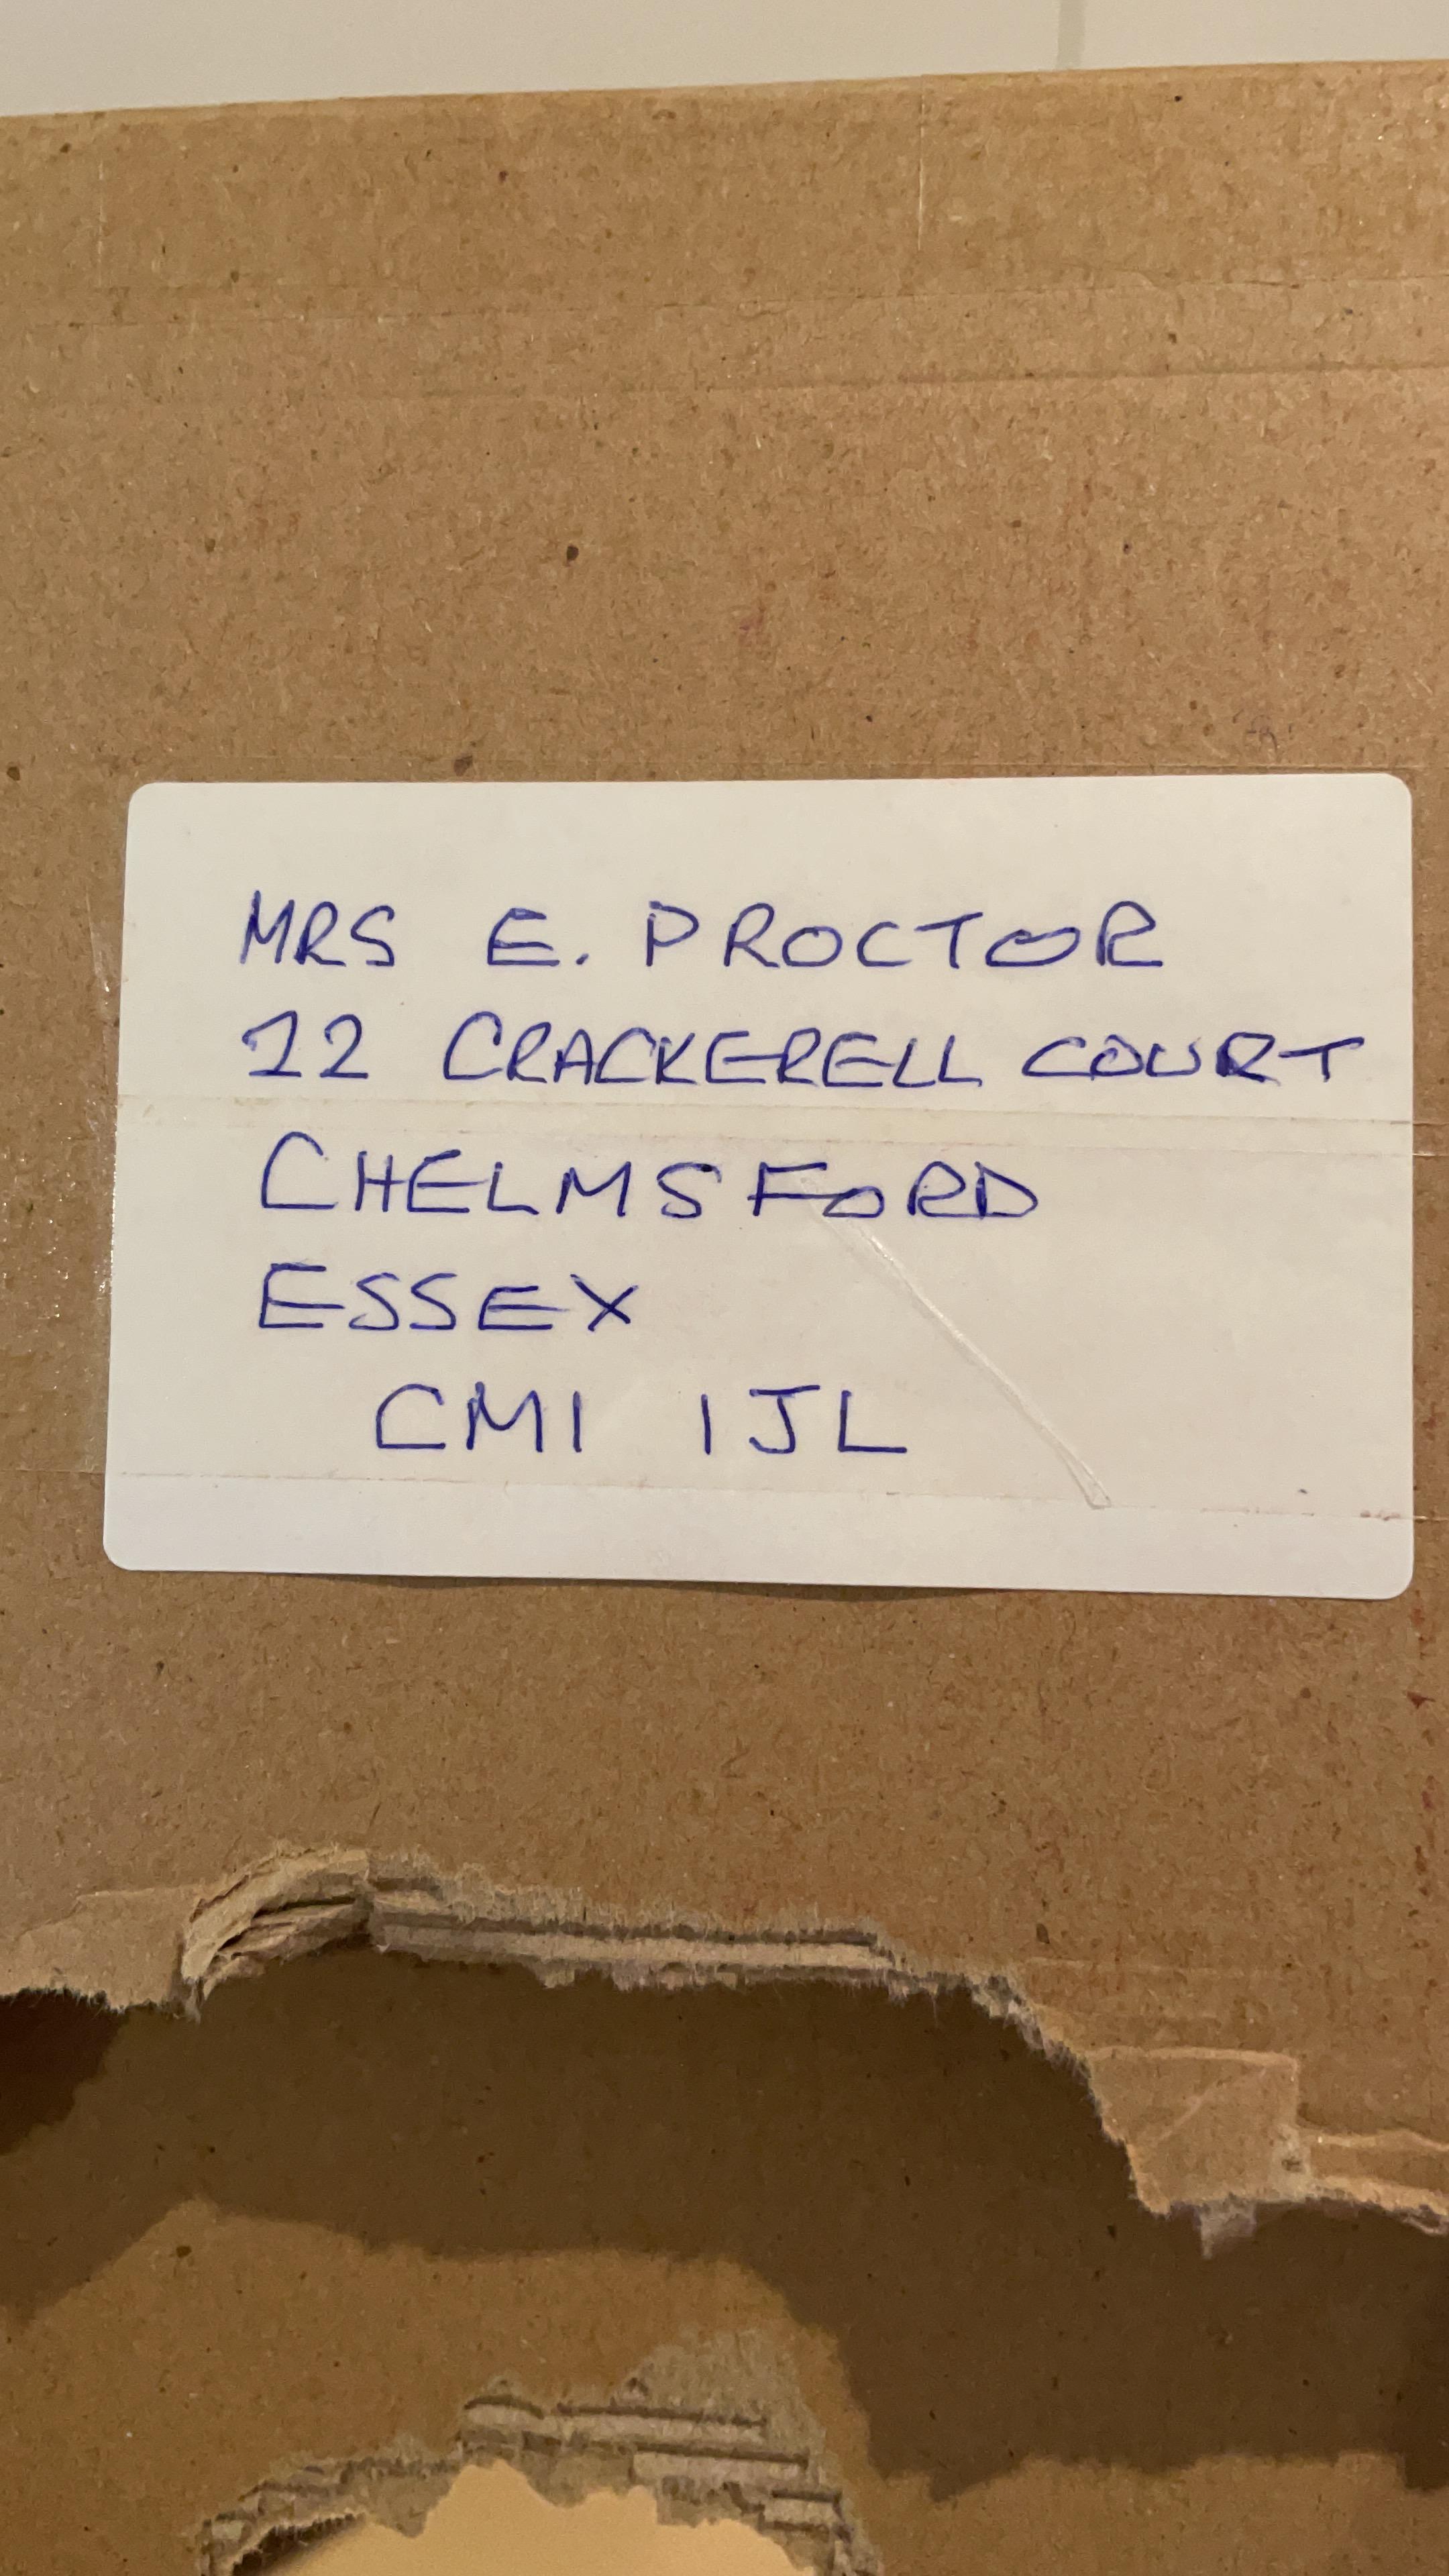 MRS E. PROCTOR
12 CRACKERELL COURT
CHELMSFORD
ESSEX
CM1 1JL